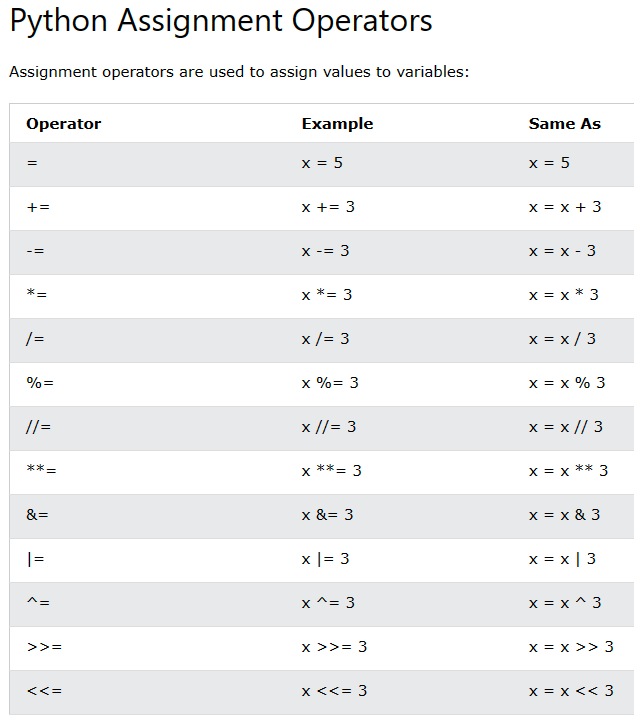 Python Assignment Operators
Assignment operators are used to assign values to variables:
Operator Example Same As
= x = 5 x = 5
+= x += 3 x = x + 3
-= x -= 3 x = x - 3
*= x *= 3 x = x * 3
/= x /= 3 x = x / 3
%= x %= 3 x = x % 3
//= x //= 3 x = x // 3
**= x **= 3 x = x ** 3
&= x &= 3 x = x & 3
|= x |= 3 x = x | 3
^= x ^= 3 x = x ^ 3
>>= x >>= 3 x = x >> 3
<<= x <<= 3 x = x << 3